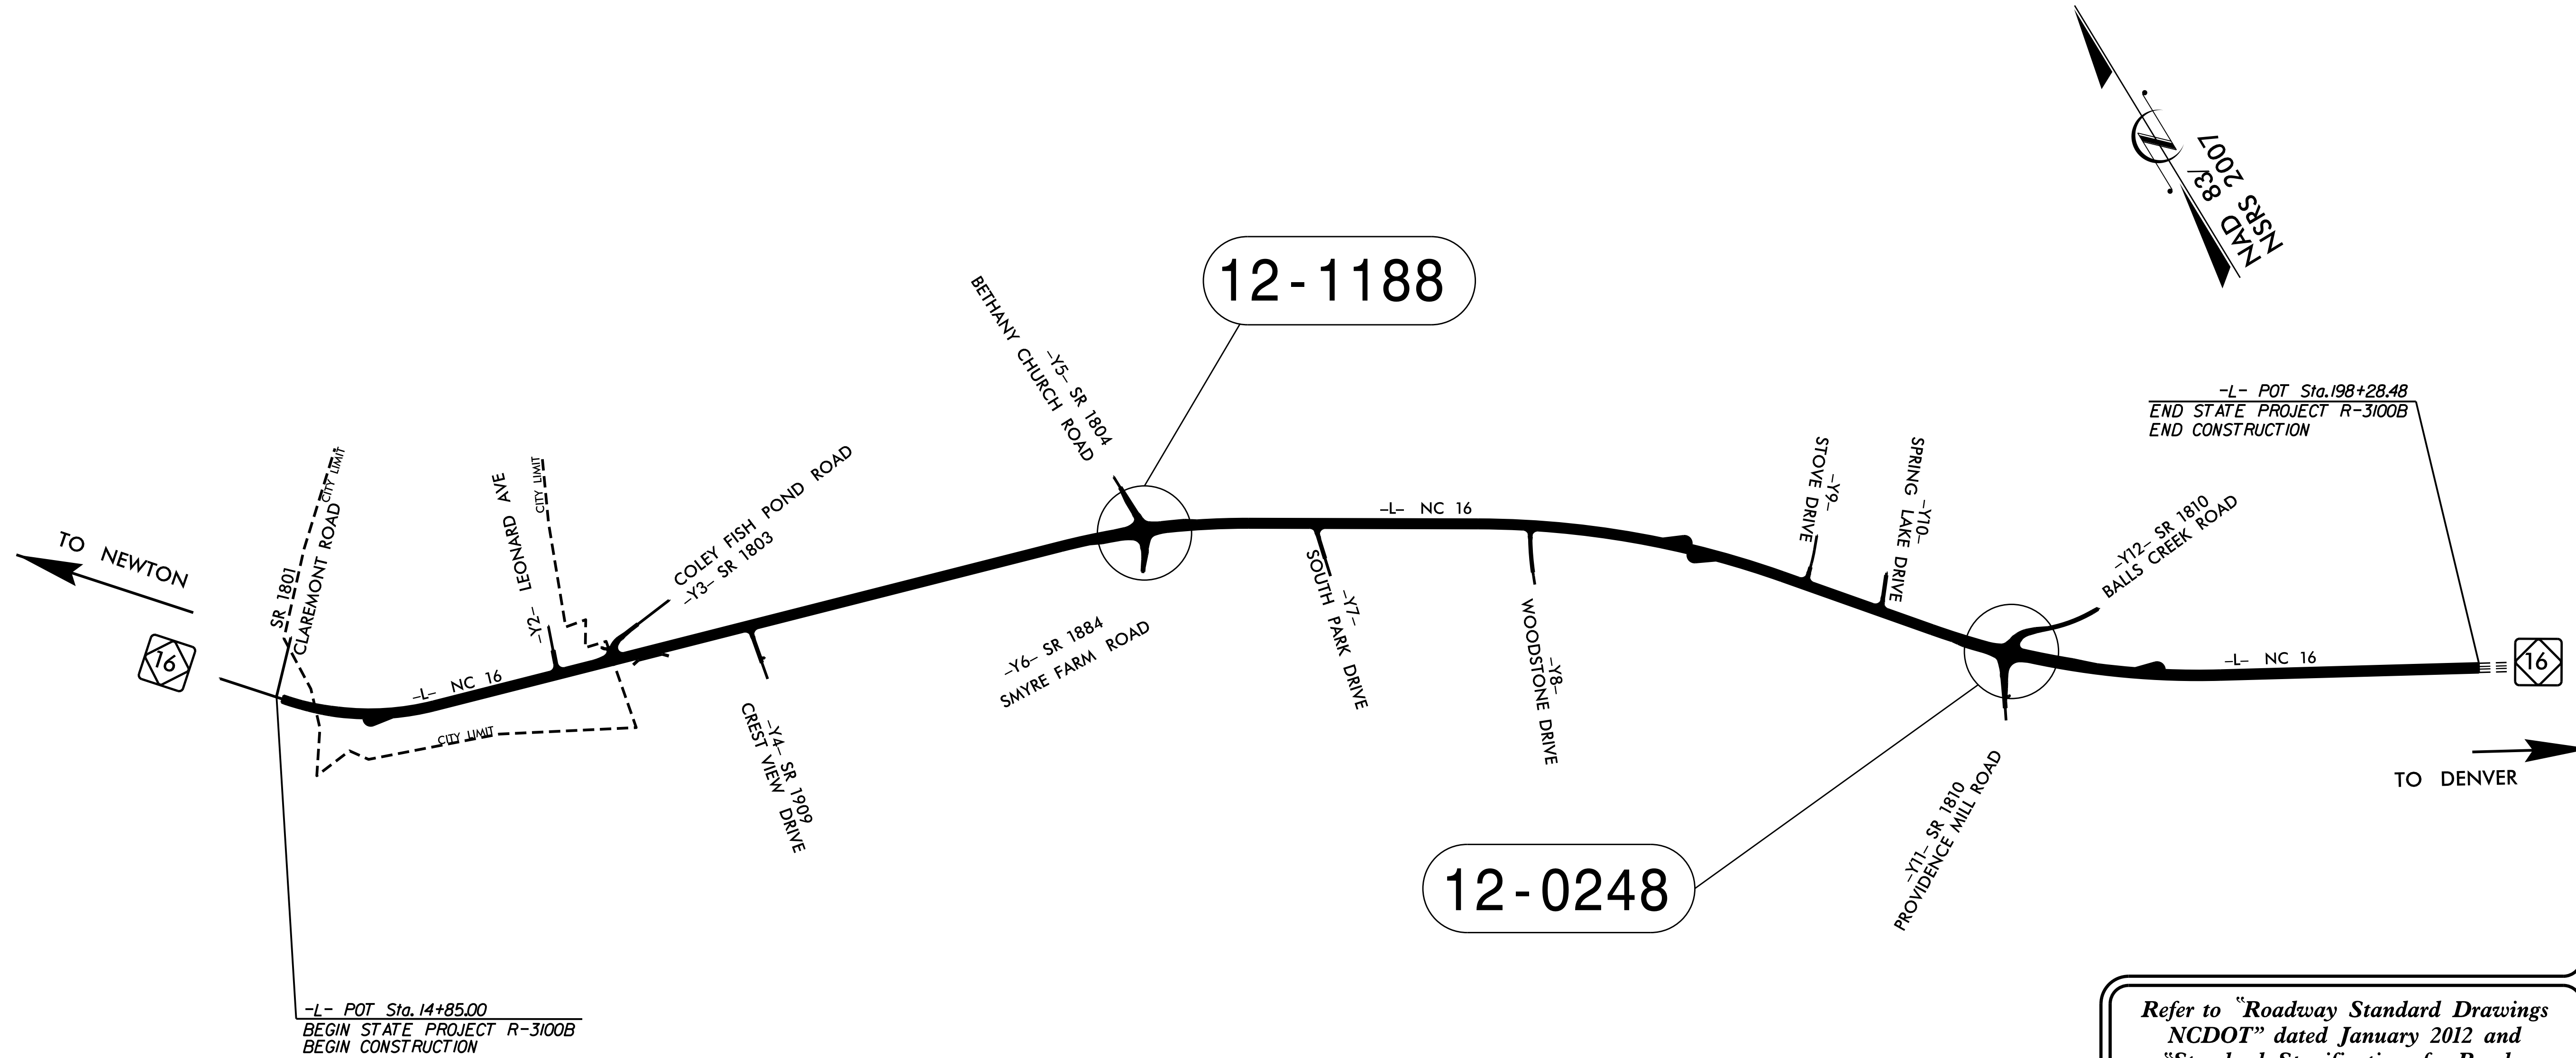 NAD 83/
NSRS 2007
12-1188
BETHANY CHURCH ROAD
-Y5- SR 1804
-L- POT Sta. 198+28.48
END STATE PROJECT R-3100B
END CONSTRUCTION
CITY LIMIT
SR 1801
CLAREMONT ROAD
-Y2- LEONARD AVE
CITY LIMIT
COLEY FISH POND ROAD
-Y3- SR 1803
-L- NC 16
STOVE DRIVE
-Y9-
SPRING LAKE DRIVE
-Y10-
-Y12- SR 1810
BALLS CREEK ROAD
TO NEWTON
16
-L- NC 16
CITY LIMIT
-Y4- SR 1909
CREST VIEW DRIVE
-Y6- SR 1884
SMYRE FARM ROAD
-Y7-
SOUTH PARK DRIVE
-Y8-
WOODSTONE DRIVE
-L- NC 16
16
TO DENVER
-Y11- SR 1810
PROVIDENCE MILL ROAD
12-0248
-L- POT Sta. 14+85.00
BEGIN STATE PROJECT R-3100B
BEGIN CONSTRUCTION
Refer to "Roadway Standard Drawings
NCDOT" dated January 2012 and